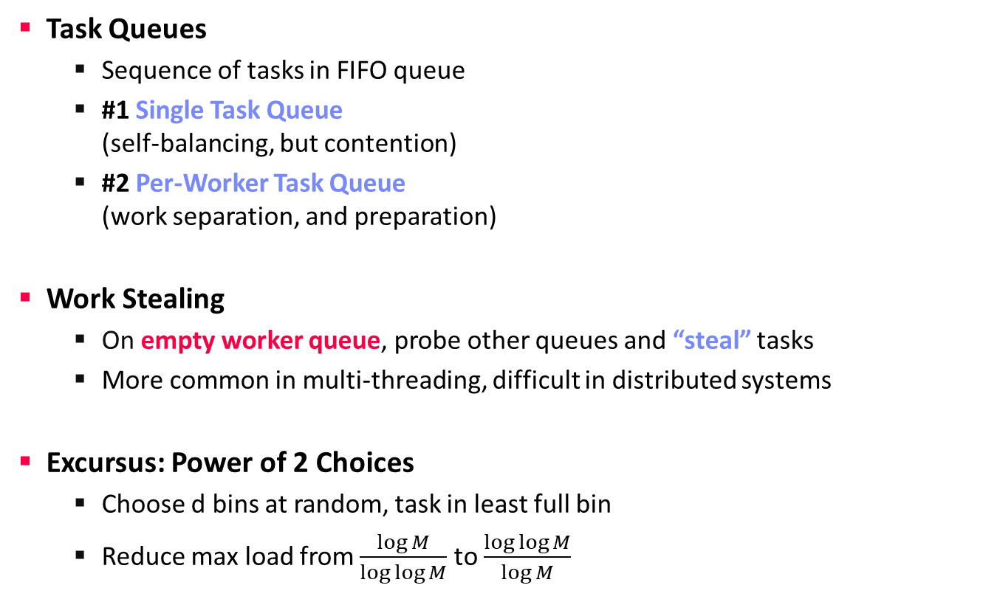 Task Queues
Sequence of tasks in FIFO queue
#1 Single Task Queue
(self-balancing, but contention)
#2 Per-Worker Task Queue
(work separation, and preparation)
Work Stealing
On empty worker queue, probe other queues and “steal” tasks
More common in multi-threading, difficult in distributed systems
Excursus: Power of 2 Choices
Choose d bins at random, task in least full bin
Reduce max load from \frac{\log M}{\log \log M} to \frac{\log \log M}{\log M}